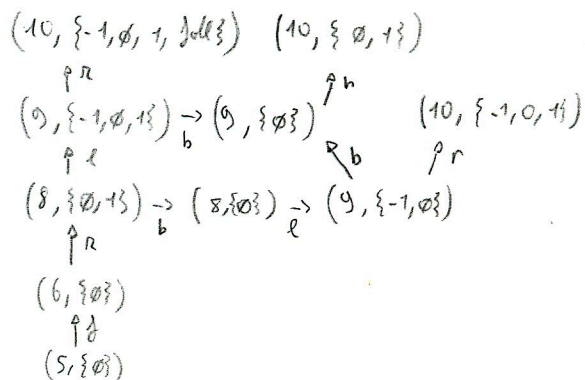 (10, {-1, ø, 1, full}) (10, {ø, 1})
↑r ↑r
(9, {-1, ø, 1}) →b (9, {ø}) (10, {-1, 0, 1})
↑l ↖b ↑r
(8, {ø, 1}) →b (8, {ø}) →l (9, {-1, ø})
↑r
(6, {ø})
↑f
(5, {ø})